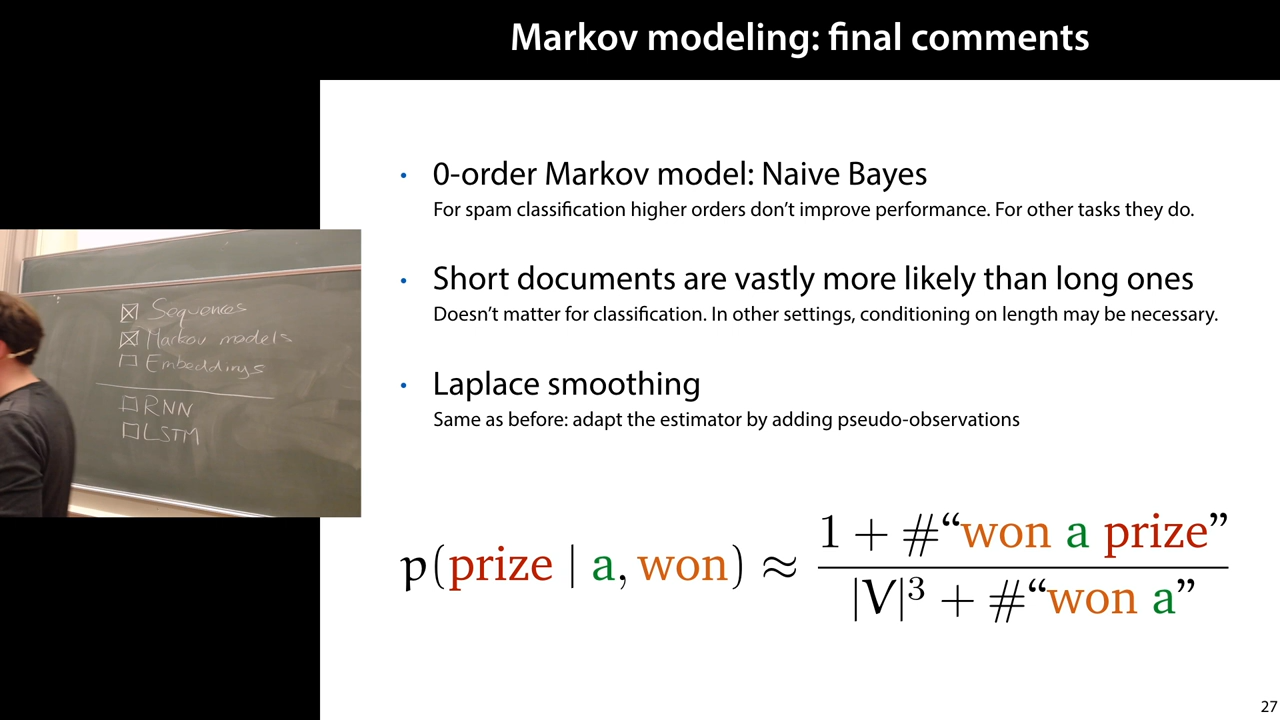 Markov modeling: final comments
• 0-order Markov model: Naive Bayes
For spam classification higher orders don’t improve performance. For other tasks they do.
• Short documents are vastly more likely than long ones
Doesn’t matter for classification. In other settings, conditioning on length may be necessary.
• Laplace smoothing
Same as before: adapt the estimator by adding pseudo-observations
p(prize | a, won) ≈ 1 + #“won a prize”
|V|³ + #“won a”
☒ Sequences
☒ Markov models
☐ Embeddings
☐ RNN
☐ LSTM
27